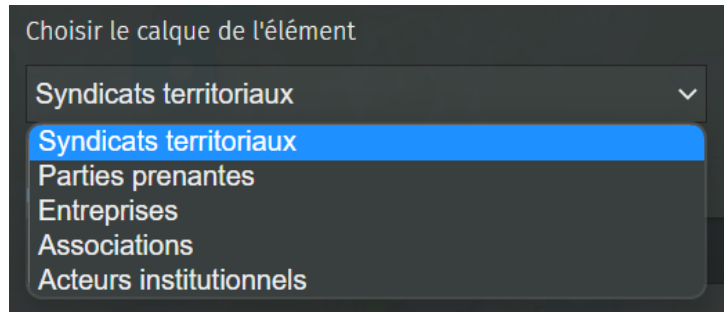 Choisir le calque de l'élément
Syndicats territoriaux
Syndicats territoriaux
Parties prenantes
Entreprises
Associations
Acteurs institutionnels